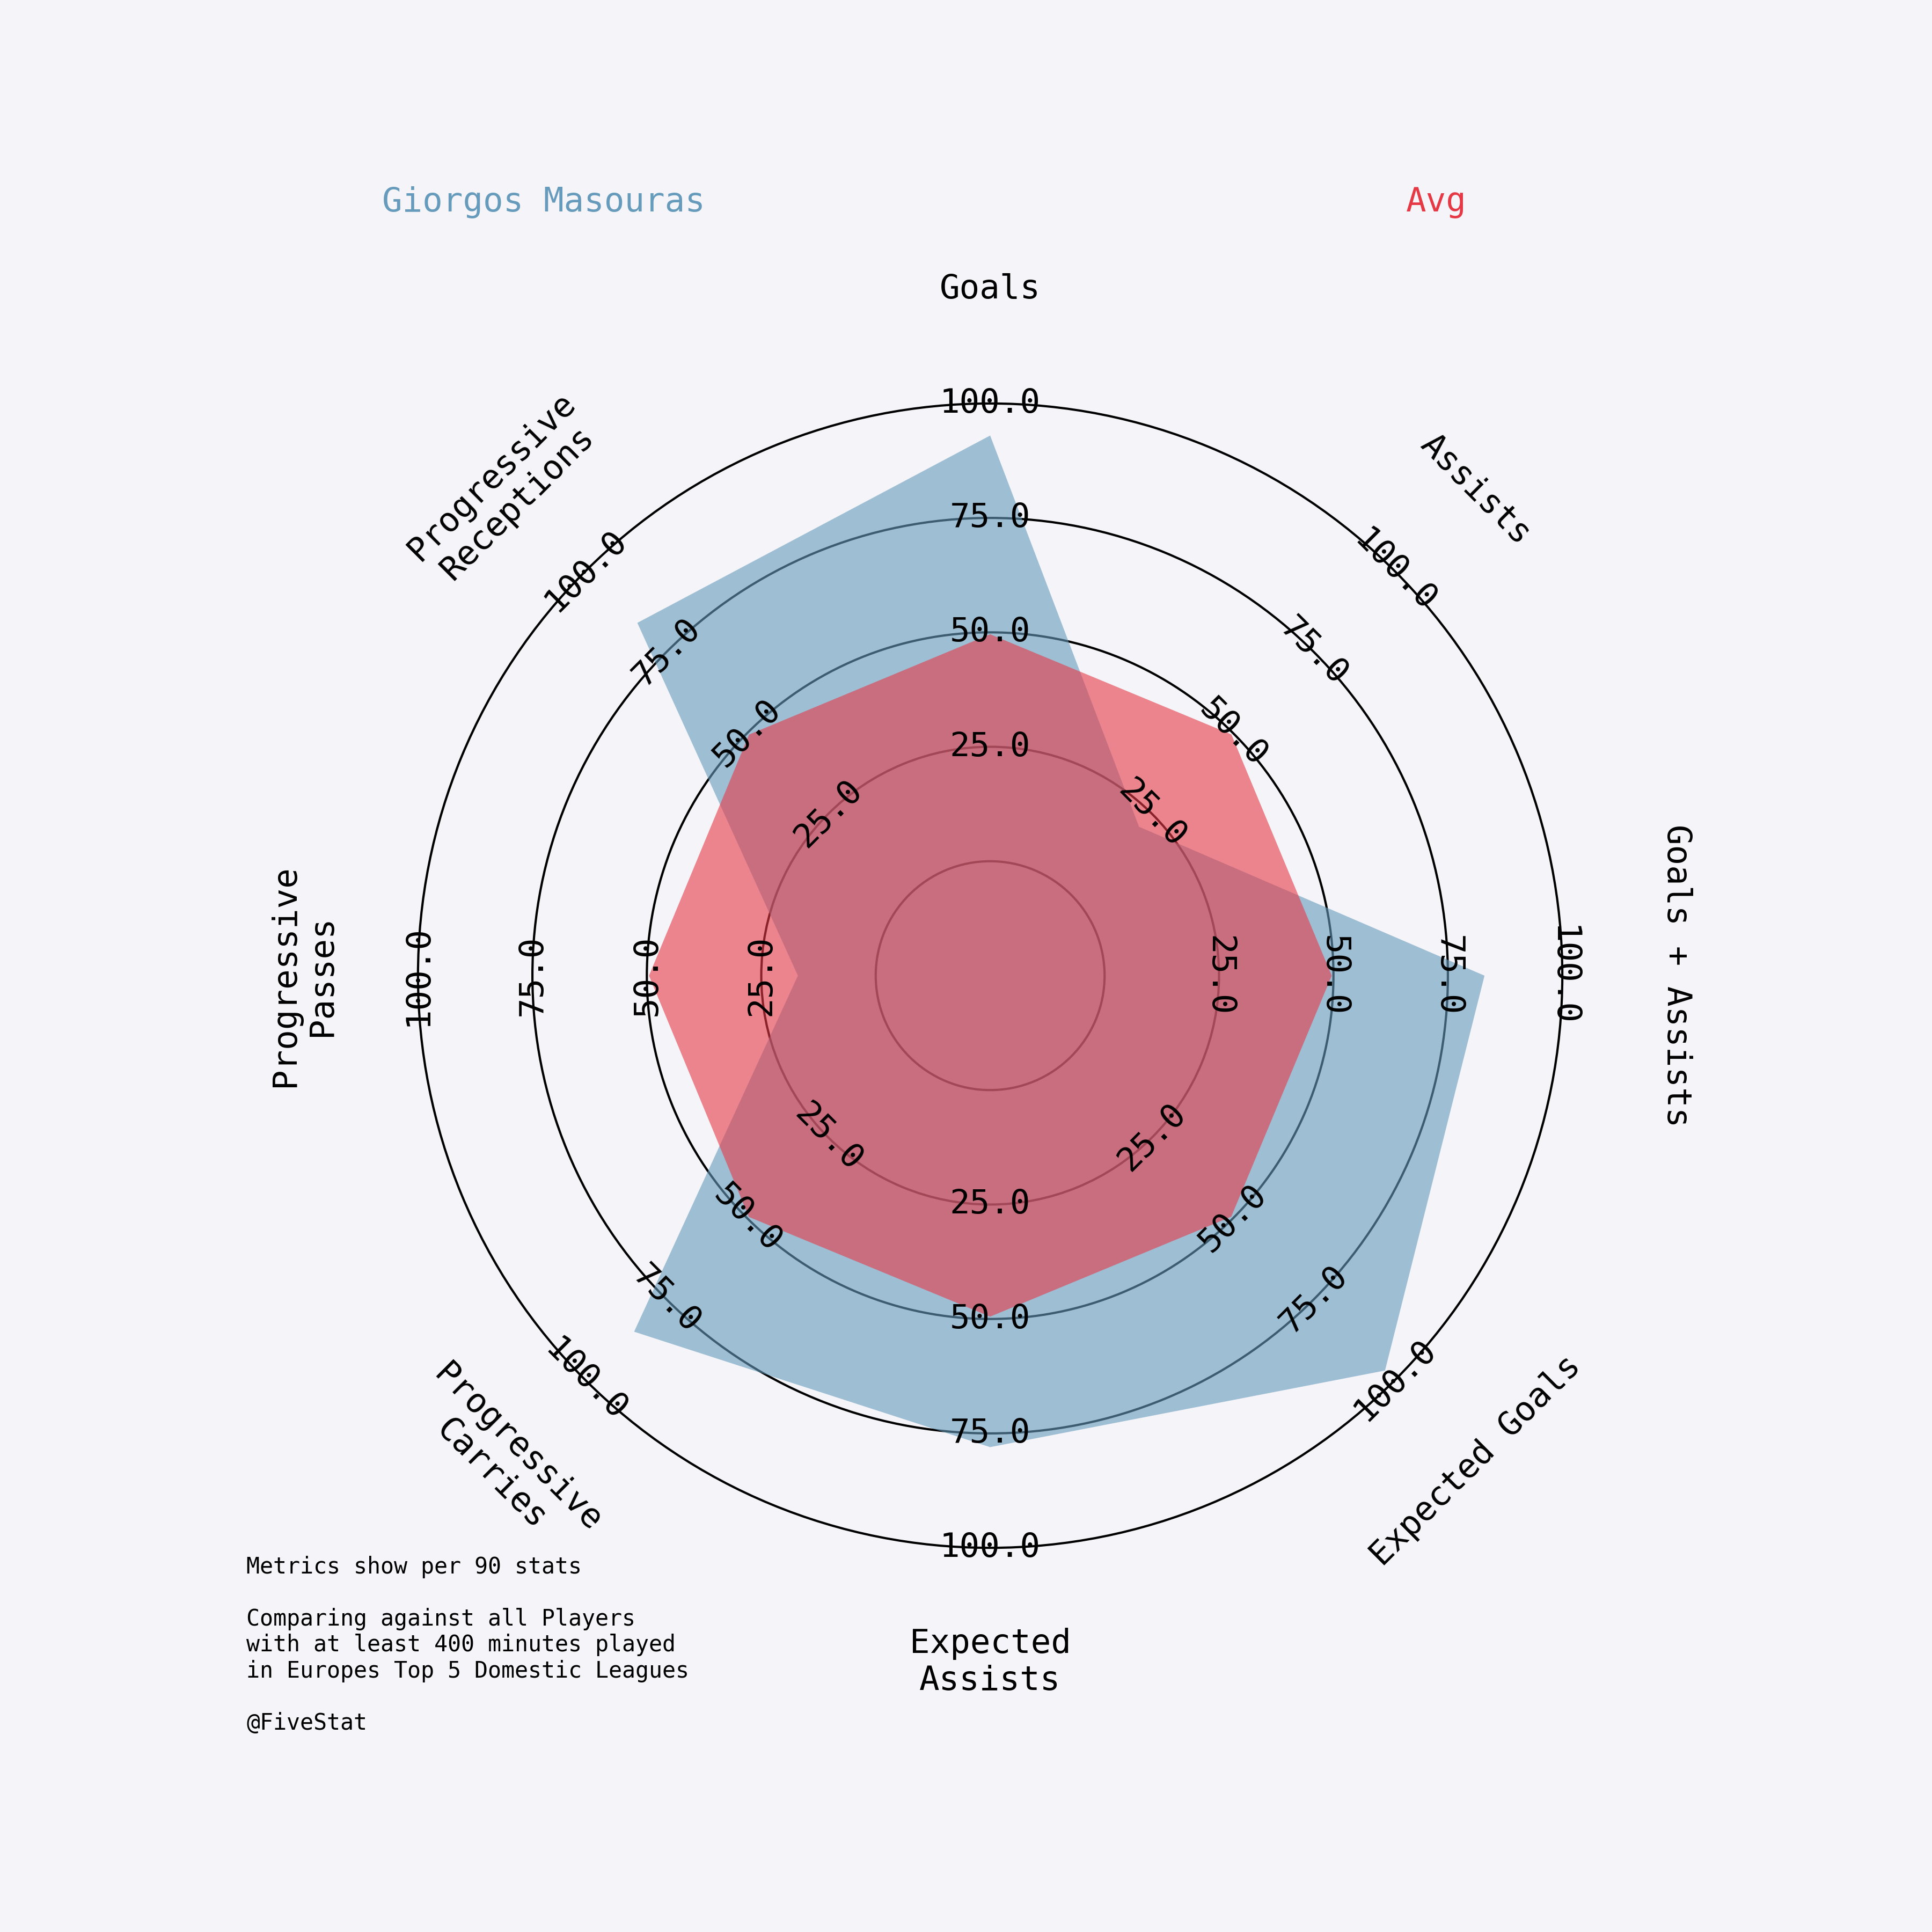 Giorgos Masouras
Avg
Goals
Assists
Goals + Assists
Expected Goals
Expected
Assists
Progressive
Carries
Progressive
Passes
Progressive
Receptions
25.0
50.0
75.0
100.0
25.0
50.0
75.0
100.0
25.0
50.0
75.0
100.0
25.0
50.0
75.0
100.0
25.0
50.0
75.0
100.0
25.0
50.0
75.0
100.0
25.0
50.0
75.0
100.0
25.0
50.0
75.0
100.0
Metrics show per 90 stats
Comparing against all Players
with at least 400 minutes played
in Europes Top 5 Domestic Leagues
@FiveStat